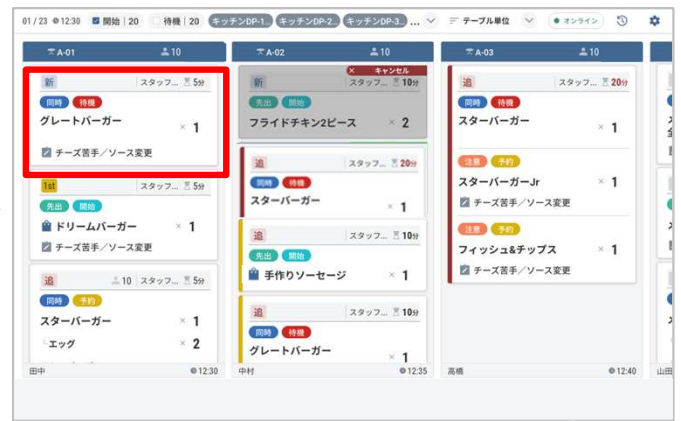 01 / 23 12:30 開始 | 20 待機 | 20 キッチンDP-1... キッチンDP-2... キッチンDP-3... ... テーブル単位 オンライン
A-01 10
新 スタッフ... 5分
同時 待機
グレートバーガー × 1
チーズ苦手／ソース変更
1st スタッフ... 5分
先出 開始
ドリームバーガー × 1
チーズ苦手／ソース変更
追 10 スタッフ... 5分
同時 予約
スターバーガー × 1
エッグ × 2
田中 12:30
A-02 10
× キャンセル
新 スタッフ... 10分
先出 開始
フライドチキン2ピース × 2
追 スタッフ... 20分
同時 待機
スターバーガー × 1
追 スタッフ... 10分
先出 開始
手作りソーセージ × 1
追 スタッフ... 10分
同時 待機
グレートバーガー × 1
中村 12:35
A-03 10
追 スタッフ... 20分
同時 待機
スターバーガー × 1
注意 予約
スターバーガーJr × 1
チーズ苦手／ソース変更
注意 予約
フィッシュ&チップス × 1
チーズ苦手／ソース変更
高橋 12:40
山田